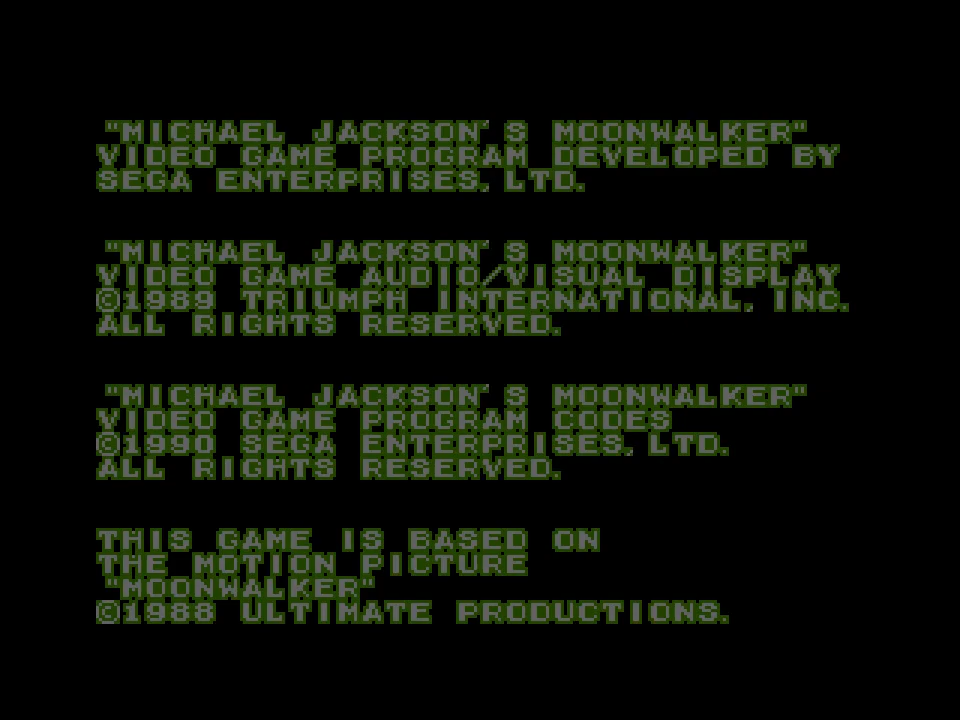 "MICHAEL JACKSON'S MOONWALKER"
VIDEO GAME PROGRAM DEVELOPED BY
SEGA ENTERPRISES, LTD.
"MICHAEL JACKSON'S MOONWALKER"
VIDEO GAME AUDIO/VISUAL DISPLAY
©1989 TRIUMPH INTERNATIONAL, INC.
ALL RIGHTS RESERVED.
"MICHAEL JACKSON'S MOONWALKER"
VIDEO GAME PROGRAM CODES
©1990 SEGA ENTERPRISES, LTD.
ALL RIGHTS RESERVED.
THIS GAME IS BASED ON
THE MOTION PICTURE
"MOONWALKER"
©1988 ULTIMATE PRODUCTIONS.